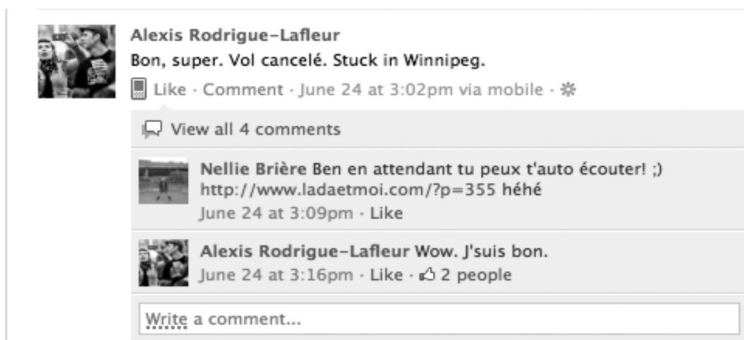 Alexis Rodrigue-Lafleur
Bon, super. Vol cancelé. Stuck in Winnipeg.
Like · Comment · June 24 at 3:02pm via mobile ·
View all 4 comments
Nellie Brière Ben en attendant tu peux t'auto écouter! ;)
http://www.ladaetmoi.com/?p=355 héhé
June 24 at 3:09pm · Like
Alexis Rodrigue-Lafleur Wow. J'suis bon.
June 24 at 3:16pm · Like · 2 people
Write a comment...